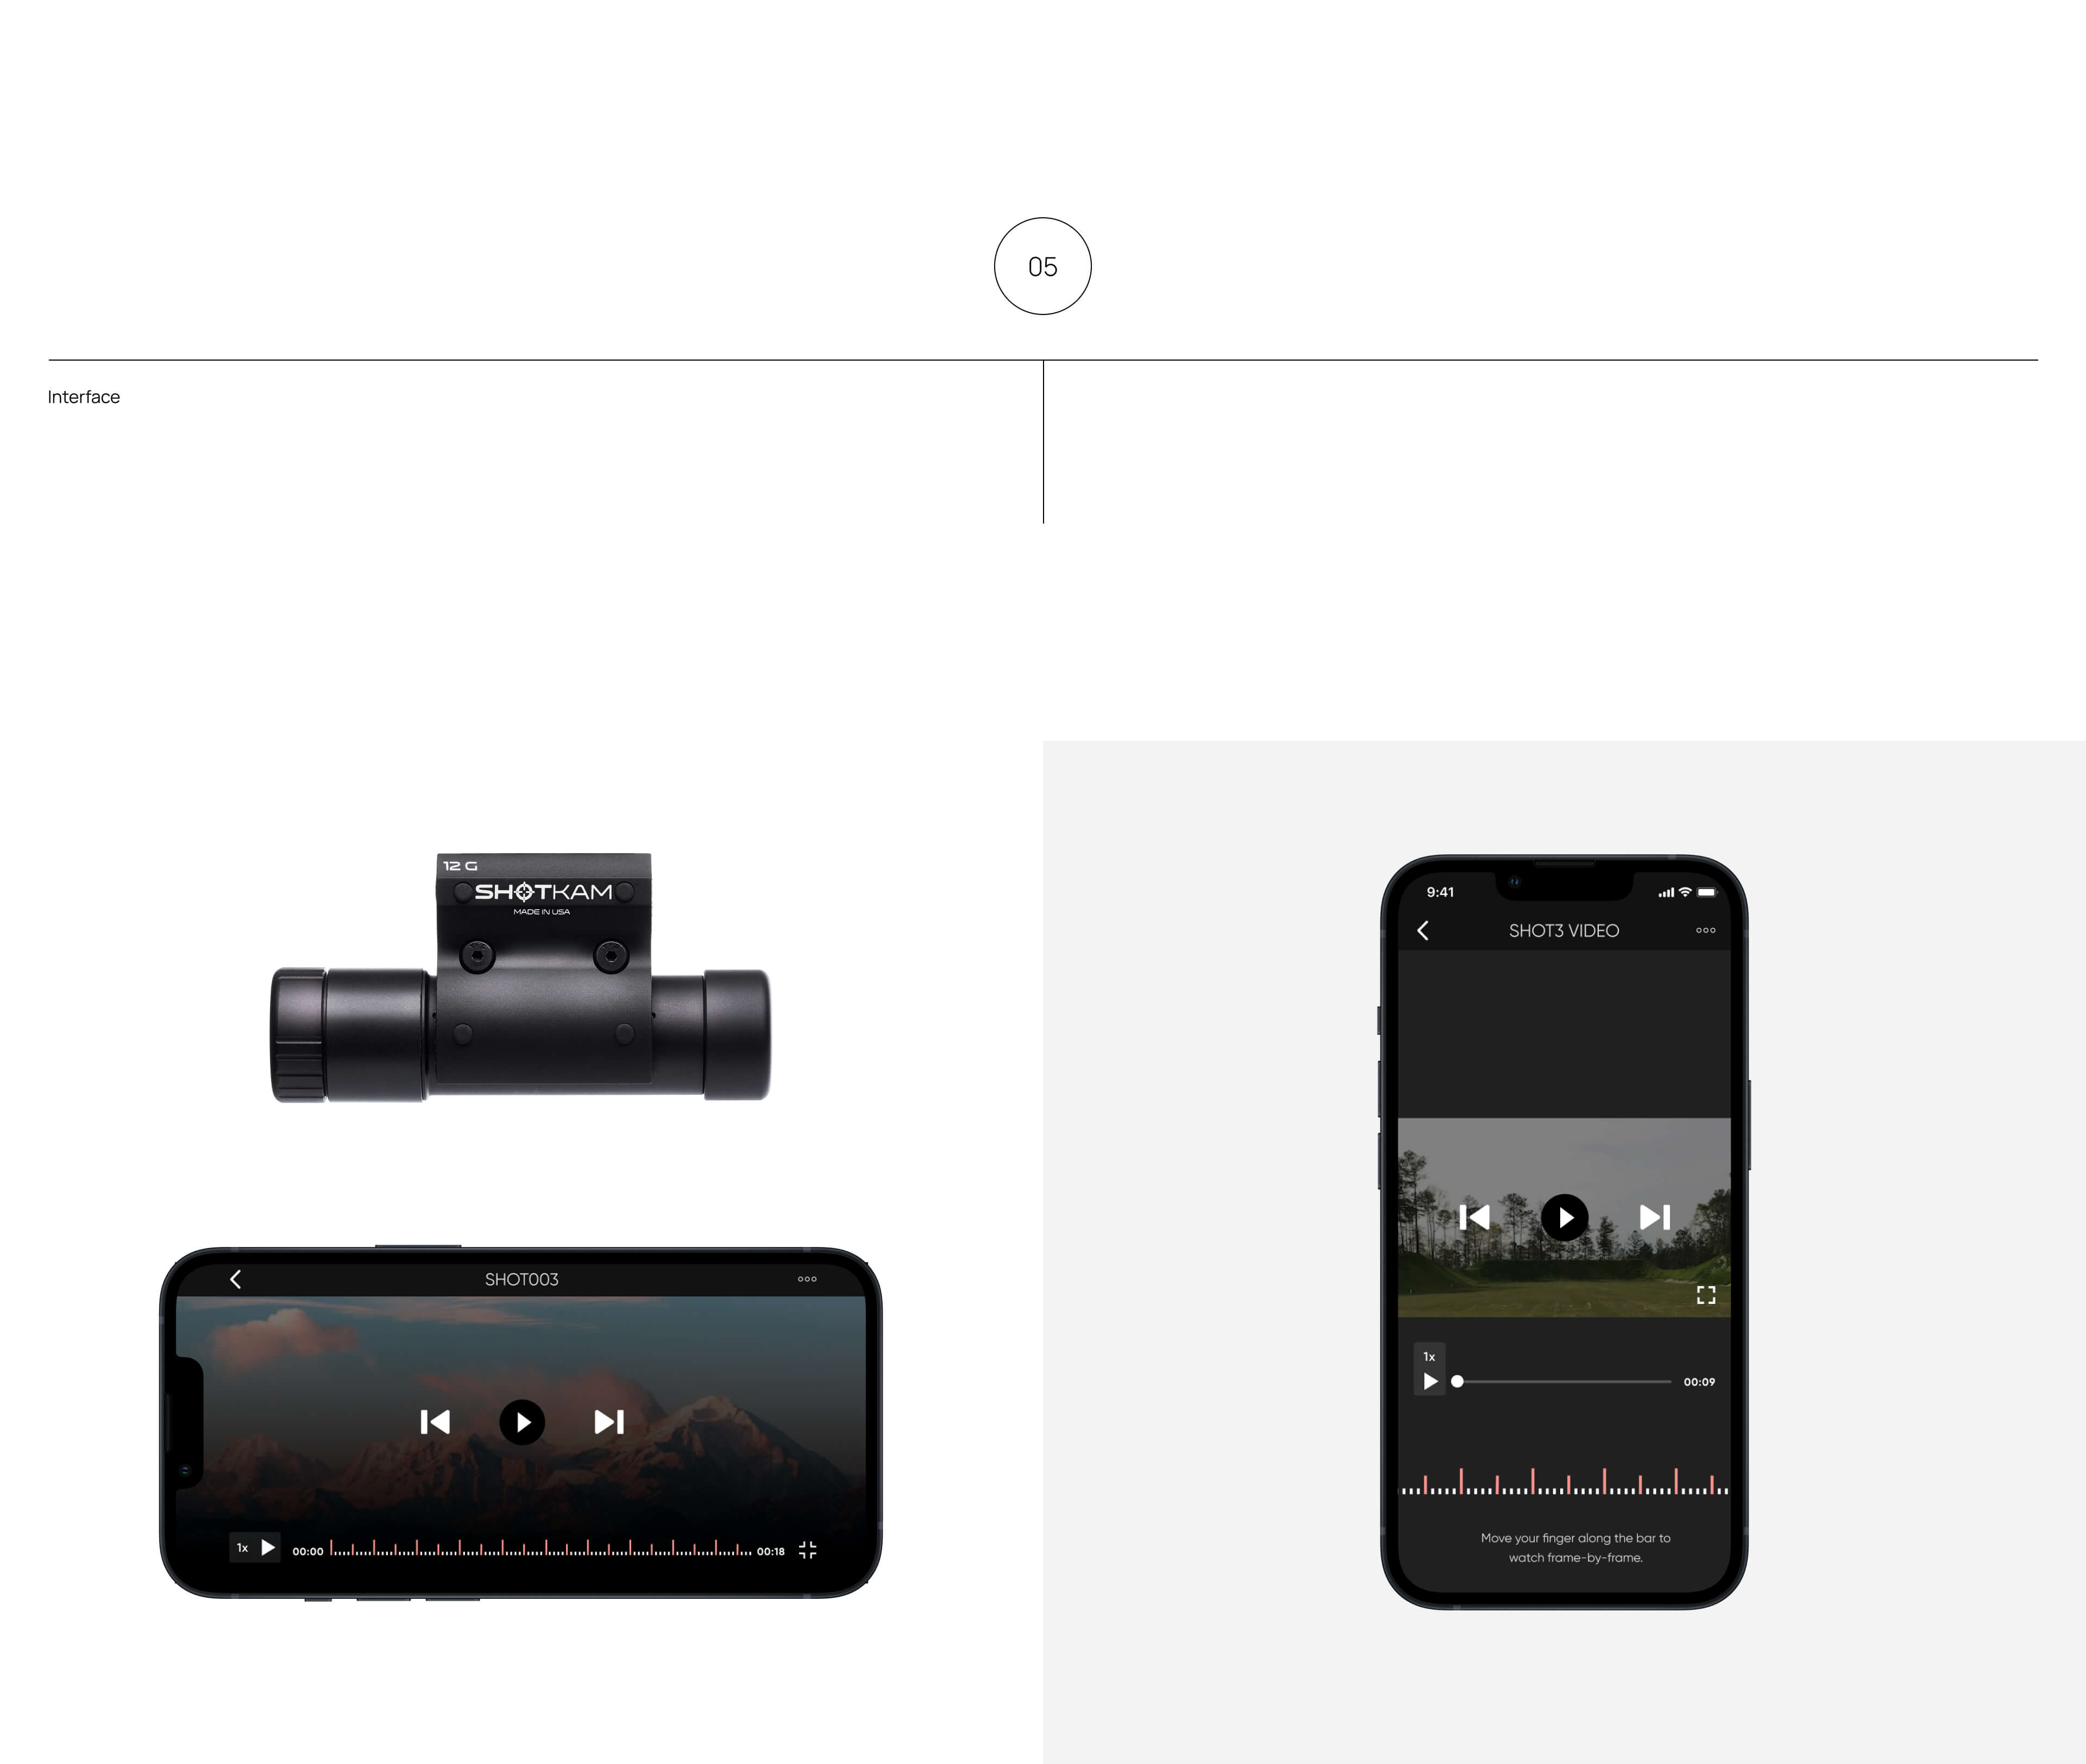 05
Interface
12 G
SHOTKAM
MADE IN USA
SHOT003
1x
00:00
00:18
9:41
SHOT3 VIDEO
1x
00:09
Move your finger along the bar to
watch frame-by-frame.